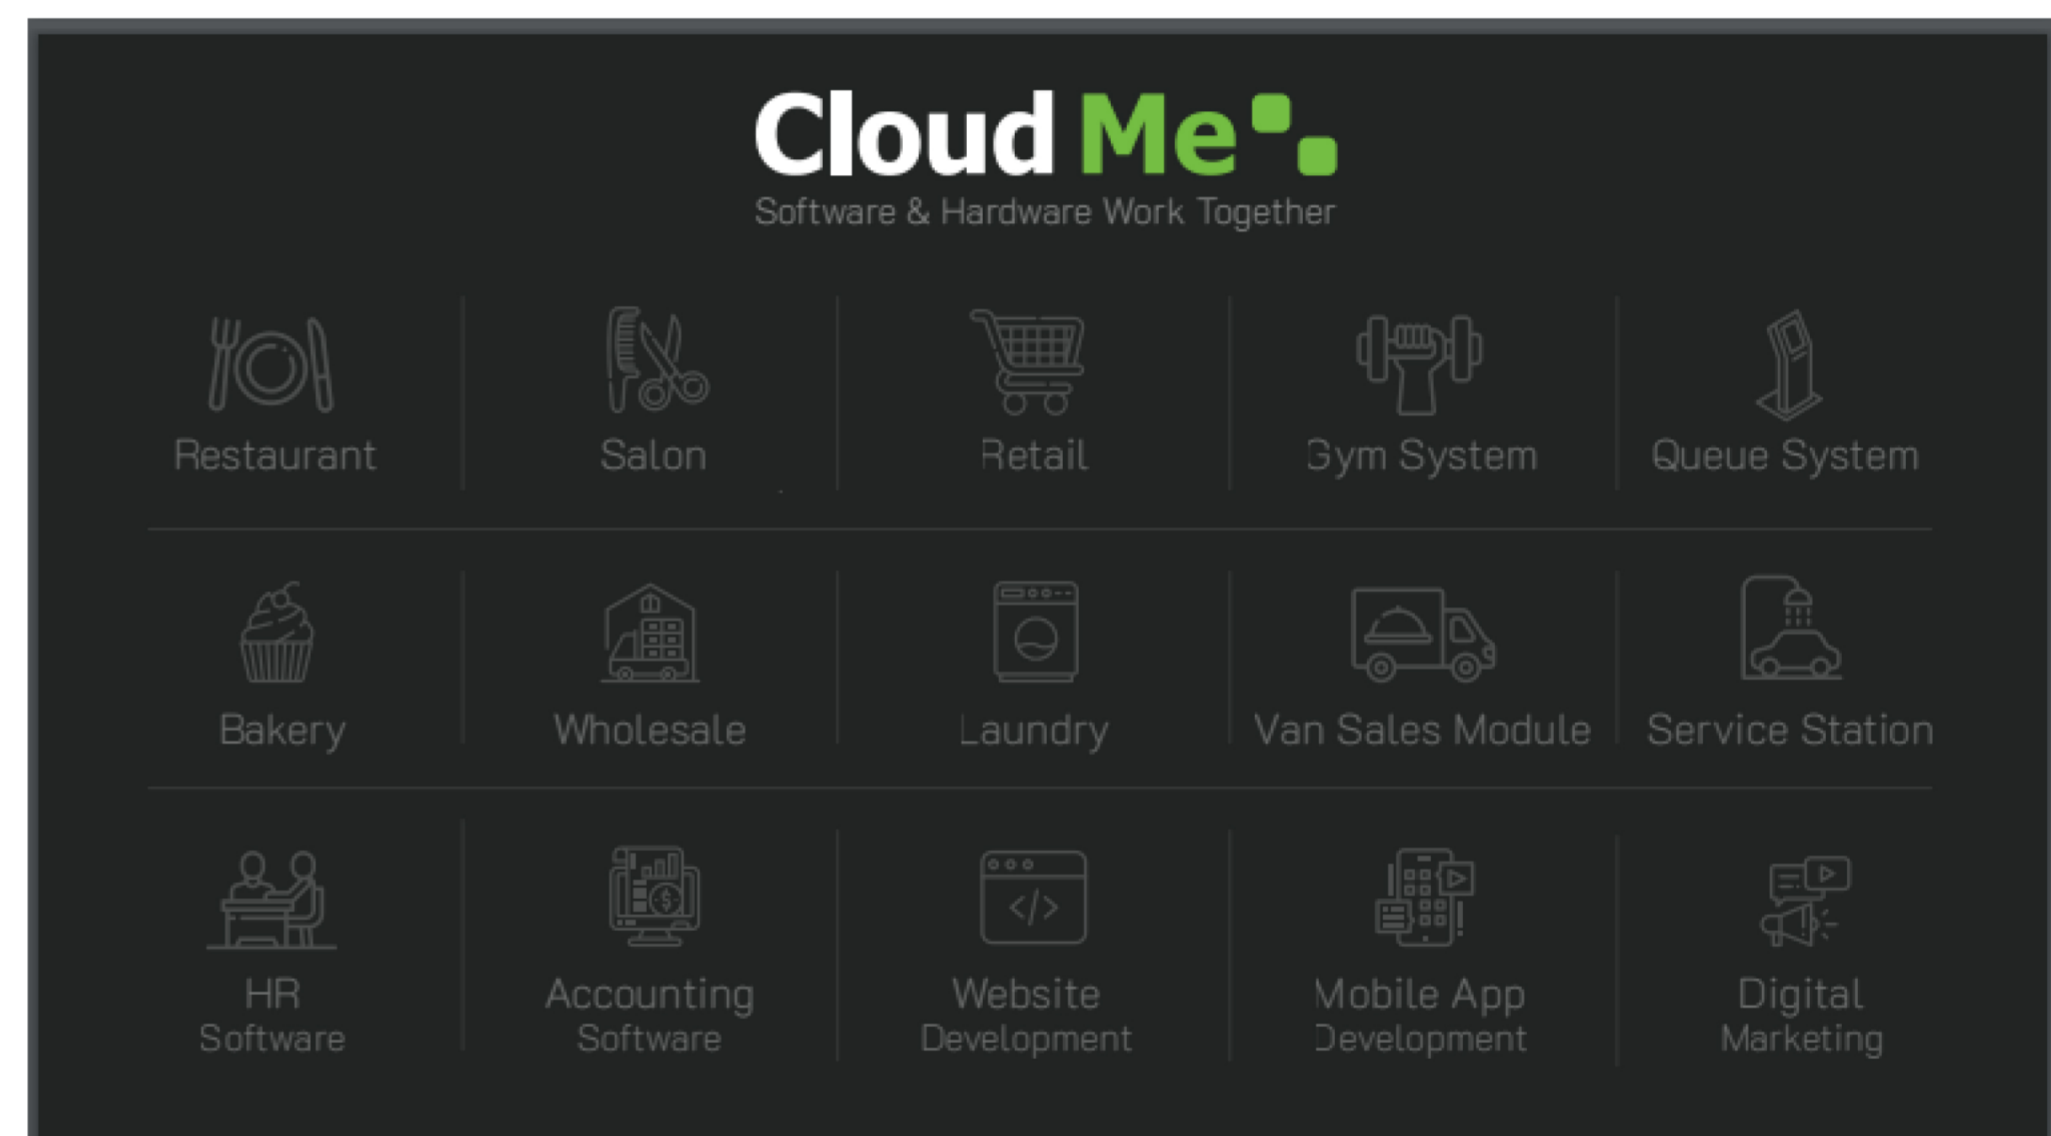 Cloud Me
Software & Hardware Work Together
Restaurant
Salon
Retail
Gym System
Queue System
Bakery
Wholesale
Laundry
Van Sales Module
Service Station
HR
Software
Accounting
Software
Website
Development
Mobile App
Development
Digital
Marketing